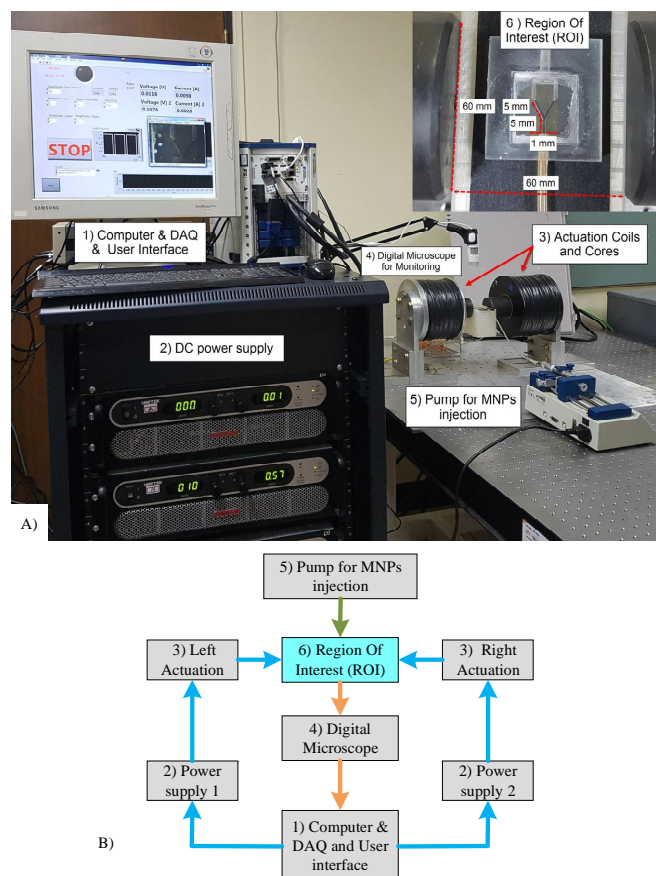 6 ) Region Of
Interest (ROI)
60 mm
5 mm
5 mm
1 mm
60 mm
Voltage [V]
Current [A]
0.0118
0.0098
Voltage [V] 2
Current [A] 2
STOP
SAMSUNG
1) Computer & DAQ
& User Interface
4) Digital Microscope
for Monitoring
3) Actuation Coils
and Cores
2) DC power supply
5) Pump for MNPs
injection
000
0.01
010
0.57
A)
5) Pump for MNPs
injection
3) Left
Actuation
6) Region Of
Interest (ROI)
3) Right
Actuation
4) Digital
Microscope
2) Power
supply 1
2) Power
supply 2
1) Computer &
DAQ and User
interface
B)